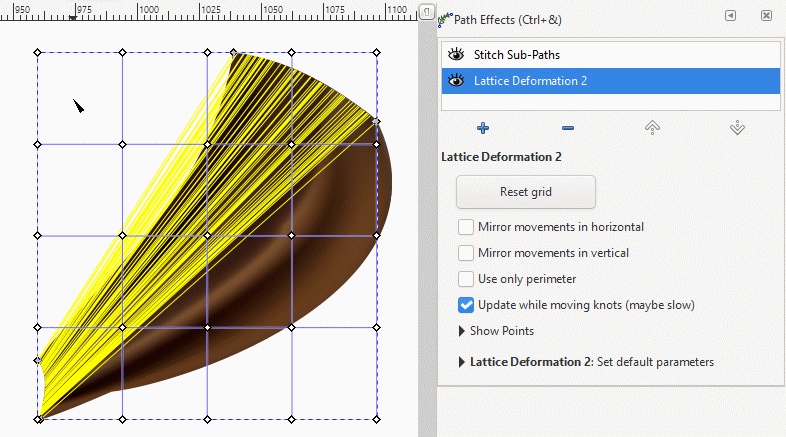 950 975 1000 1025 1050 1075 1100
Path Effects (Ctrl+&)
Stitch Sub-Paths
Lattice Deformation 2
Lattice Deformation 2
Reset grid
Mirror movements in horizontal
Mirror movements in vertical
Use only perimeter
Update while moving knots (maybe slow)
Show Points
Lattice Deformation 2: Set default parameters